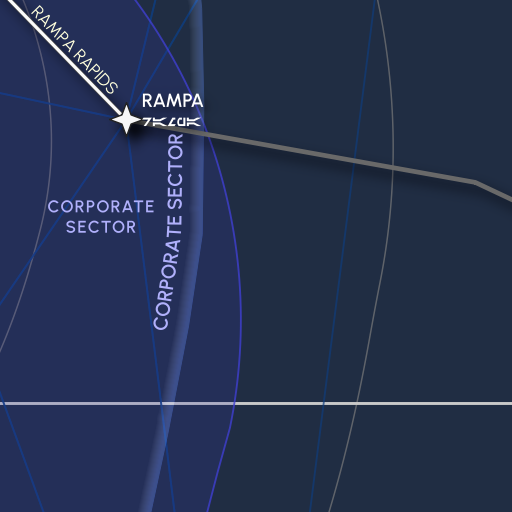 RAMPA RAPIDS
RAMPA
CORPORATE
SECTOR
CORPORATE SECTOR